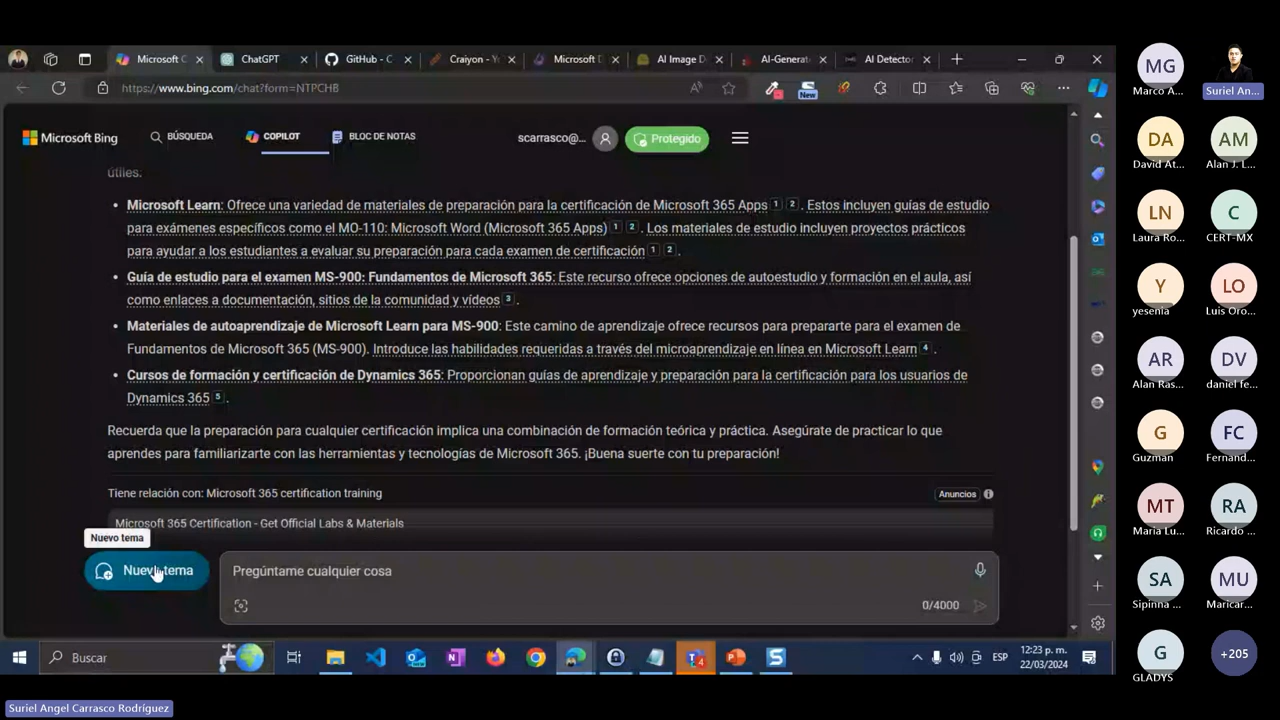 Microsoft C
ChatGPT
GitHub - C
Craiyon - Yo
Microsoft D
AI Image D
AI-Generat
AI Detector
https://www.bing.com/chat?form=NTPCHB
New
Microsoft Bing
BÚSQUEDA
COPILOT
BLOC DE NOTAS
scarrasco@...
Protegido
útiles.
• Microsoft Learn: Ofrece una variedad de materiales de preparación para la certificación de Microsoft 365 Apps 1 2 . Estos incluyen guías de estudio
para exámenes específicos como el MO-110: Microsoft Word (Microsoft 365 Apps) 1 2 . Los materiales de estudio incluyen proyectos prácticos
para ayudar a los estudiantes a evaluar su preparación para cada examen de certificación 1 2 .
• Guía de estudio para el examen MS-900: Fundamentos de Microsoft 365: Este recurso ofrece opciones de autoestudio y formación en el aula, así
como enlaces a documentación, sitios de la comunidad y vídeos 3 .
• Materiales de autoaprendizaje de Microsoft Learn para MS-900: Este camino de aprendizaje ofrece recursos para prepararte para el examen de
Fundamentos de Microsoft 365 (MS-900). Introduce las habilidades requeridas a través del microaprendizaje en línea en Microsoft Learn 4 .
• Cursos de formación y certificación de Dynamics 365: Proporcionan guías de aprendizaje y preparación para la certificación para los usuarios de
Dynamics 365 5 .
Recuerda que la preparación para cualquier certificación implica una combinación de formación teórica y práctica. Asegúrate de practicar lo que
aprendes para familiarizarte con las herramientas y tecnologías de Microsoft 365. ¡Buena suerte con tu preparación!
Tiene relación con: Microsoft 365 certification training
Anuncios
Microsoft 365 Certification - Get Official Labs & Materials
Nuevo tema
Nuevo tema
Pregúntame cualquier cosa
0/4000
Buscar
4
ESP
12:23 p. m.
22/03/2024
Suriel Angel Carrasco Rodríguez
MG
Marco A...
Suriel An...
DA
David At...
AM
Alan J. L...
LN
Laura Ro...
C
CERT-MX
Y
yesenia
LO
Luis Oro...
AR
Alan Ras...
DV
daniel fe...
G
Guzman
FC
Fernand...
MT
Maria Lu...
RA
Ricardo ...
SA
Sipinna ...
MU
Maricar...
G
GLADYS
+205